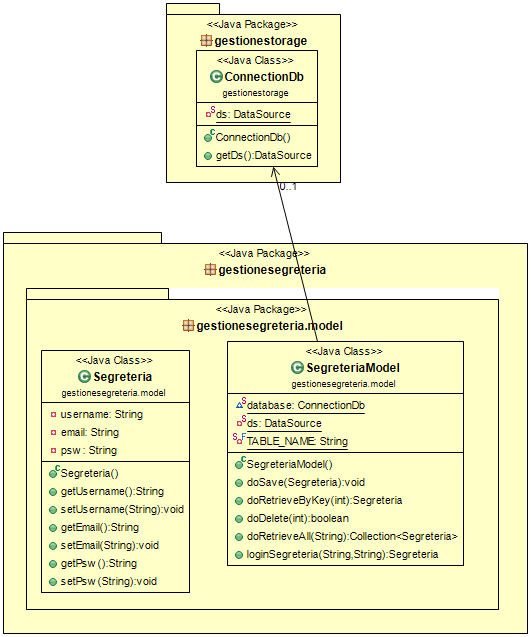 <<Java Package>>
gestionestorage
<<Java Class>>
ConnectionDb
gestionestorage
ds: DataSource
ConnectionDb()
getDs():DataSource
0..1
<<Java Package>>
gestionesegreteria
<<Java Package>>
gestionesegreteria.model
<<Java Class>>
Segreteria
gestionesegreteria.model
username: String
email: String
psw : String
Segreteria()
getUsername():String
setUsername(String):void
getEmail():String
setEmail(String):void
getPsw ():String
setPsw (String):void
<<Java Class>>
SegreteriaModel
gestionesegreteria.model
database: ConnectionDb
ds: DataSource
TABLE_NAME: String
SegreteriaModel()
doSave(Segreteria):void
doRetrieveByKey(int):Segreteria
doDelete(int):boolean
doRetrieveAll(String):Collection<Segreteria>
loginSegreteria(String,String):Segreteria